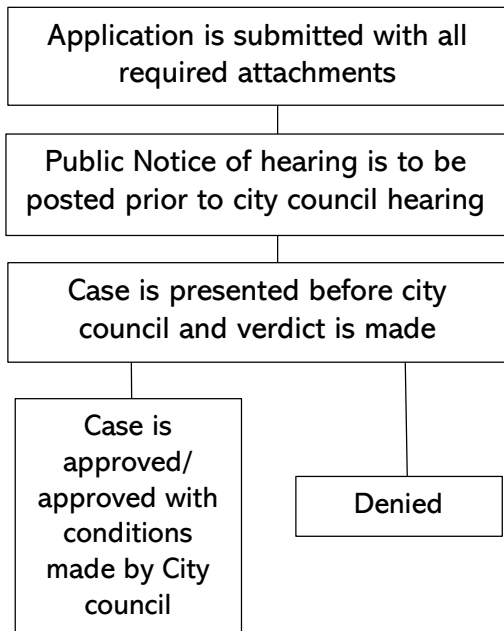 Application is submitted with all
required attachments
Public Notice of hearing is to be
posted prior to city council hearing
Case is presented before city
council and verdict is made
Case is
approved/
approved with
conditions
made by City
council
Denied